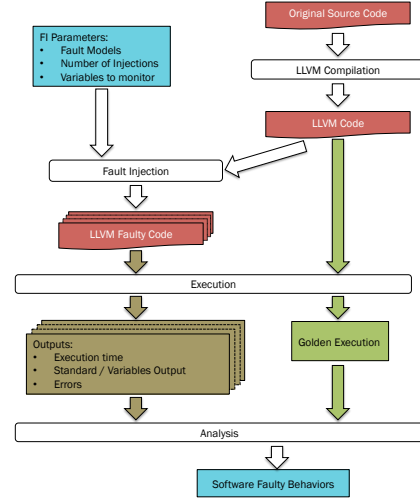 Original Source Code
FI Parameters:
• Fault Models
• Number of Injections
• Variables to monitor
LLVM Compilation
LLVM Code
Fault Injection
LLVM Faulty Code
Execution
Outputs:
• Execution time
• Standard / Variables Output
• Errors
Golden Execution
Analysis
Software Faulty Behaviors